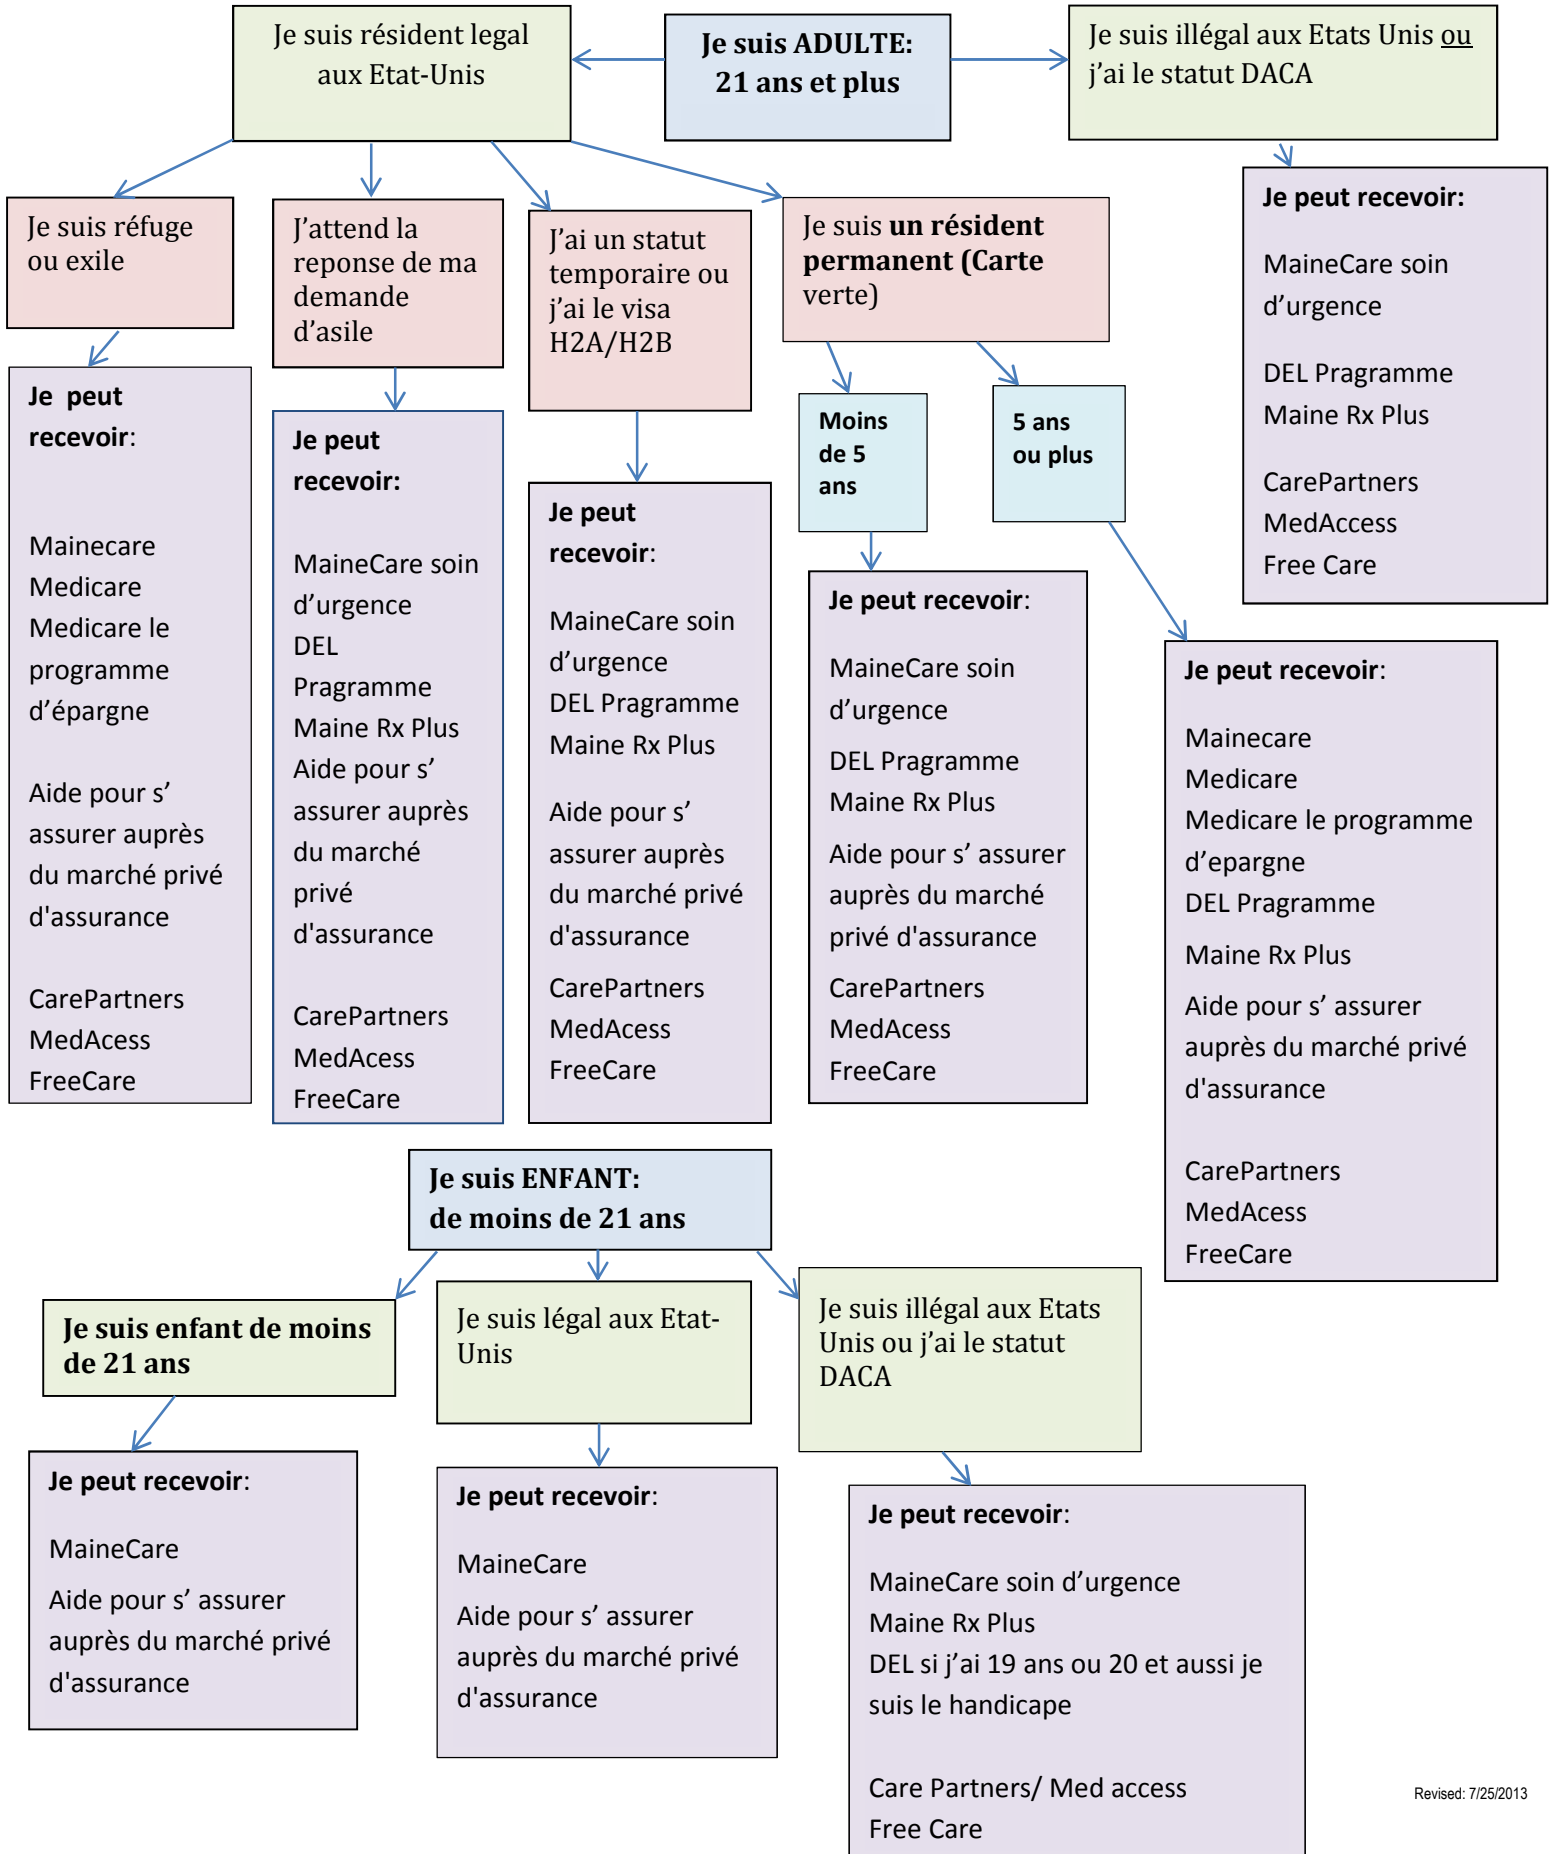 Je suis résident legal
aux Etat-Unis
Je suis ADULTE:
21 ans et plus
Je suis illégal aux Etats Unis ou
j’ai le statut DACA
Je suis réfuge
ou exile
J’attend la
reponse de ma
demande
d’asile
J’ai un statut
temporaire ou
j’ai le visa
H2A/H2B
Je suis un résident
permanent (Carte
verte)
Je peut recevoir:
MaineCare soin
d’urgence
DEL Pragramme
Maine Rx Plus
CarePartners
MedAccess
Free Care
Moins
de 5
ans
5 ans
ou plus
Je peut
recevoir:
Mainecare
Medicare
Medicare le
programme
d’épargne
Aide pour s’
assurer auprès
du marché privé
d'assurance
CarePartners
MedAcess
FreeCare
Je peut
recevoir:
MaineCare soin
d’urgence
DEL
Pragramme
Maine Rx Plus
Aide pour s’
assurer auprès
du marché
privé
d'assurance
CarePartners
MedAcess
FreeCare
Je peut
recevoir:
MaineCare soin
d’urgence
DEL Pragramme
Maine Rx Plus
Aide pour s’
assurer auprès
du marché privé
d'assurance
CarePartners
MedAcess
FreeCare
Je peut recevoir:
MaineCare soin
d’urgence
DEL Pragramme
Maine Rx Plus
Aide pour s’ assurer
auprès du marché
privé d'assurance
CarePartners
MedAcess
FreeCare
Je peut recevoir:
Mainecare
Medicare
Medicare le programme
d’epargne
DEL Pragramme
Maine Rx Plus
Aide pour s’ assurer
auprès du marché privé
d'assurance
CarePartners
MedAcess
FreeCare
Je suis ENFANT:
de moins de 21 ans
Je suis enfant de moins
de 21 ans
Je suis légal aux Etat-
Unis
Je suis illégal aux Etats
Unis ou j’ai le statut
DACA
Je peut recevoir:
MaineCare
Aide pour s’ assurer
auprès du marché privé
d'assurance
Je peut recevoir:
MaineCare
Aide pour s’ assurer
auprès du marché privé
d'assurance
Je peut recevoir:
MaineCare soin d’urgence
Maine Rx Plus
DEL si j’ai 19 ans ou 20 et aussi je
suis le handicape
Care Partners/ Med access
Free Care
Revised: 7/25/2013